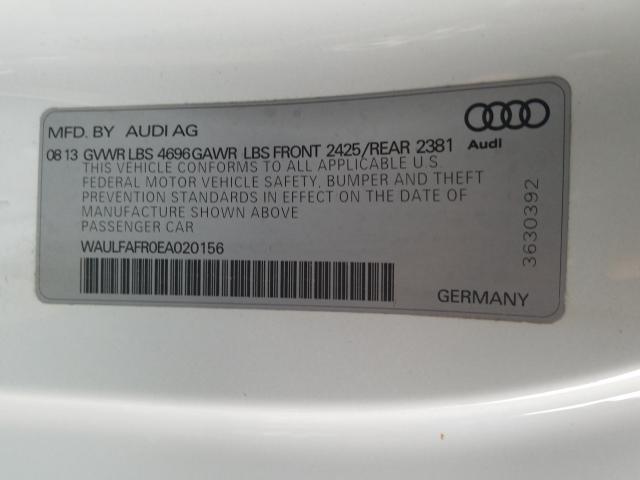 MFD. BY AUDI AG
Audi
08 13 GVWR LBS 4696 GAWR LBS FRONT 2425/REAR 2381
THIS VEHICLE CONFORMS TO ALL APPLICABLE U.S.
FEDERAL MOTOR VEHICLE SAFETY, BUMPER AND THEFT
PREVENTION STANDARDS IN EFFECT ON THE DATE OF
MANUFACTURE SHOWN ABOVE
PASSENGER CAR
WAULFAFR0EA020156
GERMANY
3630392